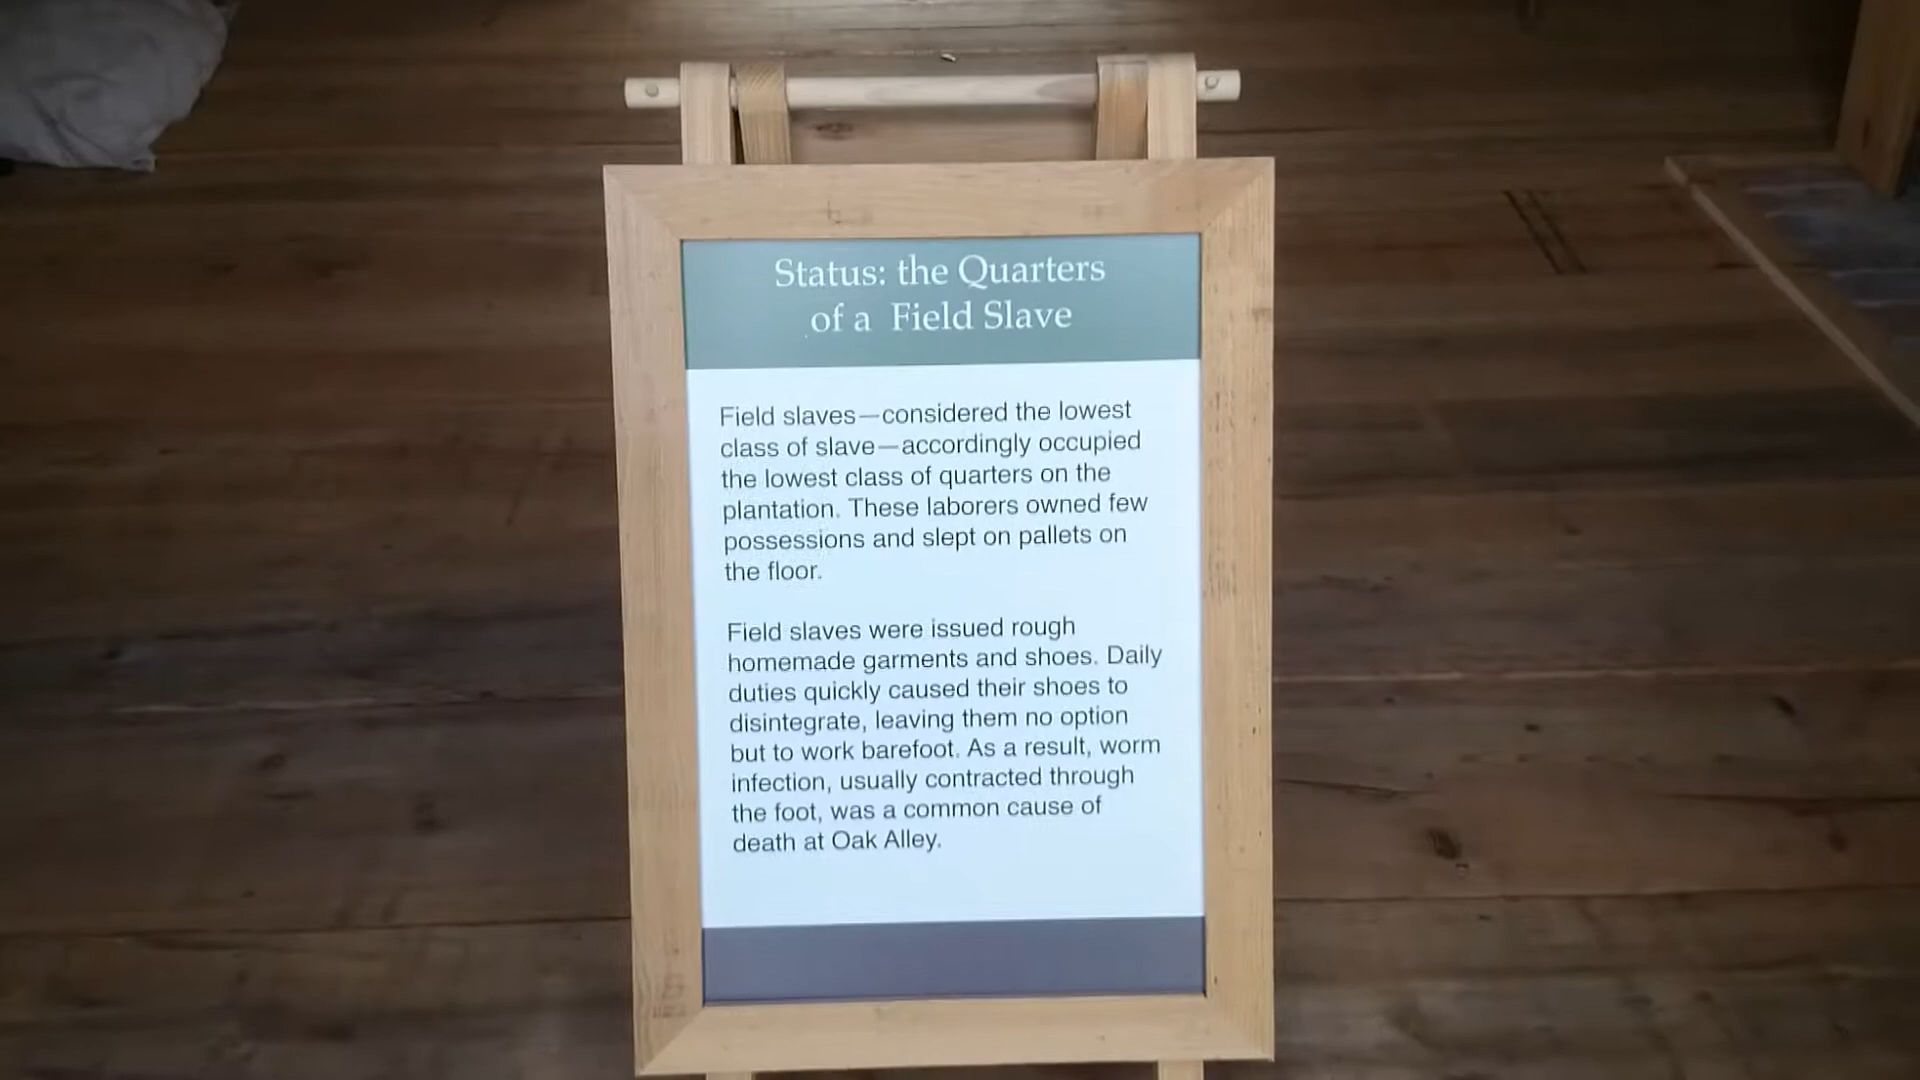 Status: the Quarters
of a Field Slave
Field slaves—considered the lowest
class of slave—accordingly occupied
the lowest class of quarters on the
plantation. These laborers owned few
possessions and slept on pallets on
the floor.
Field slaves were issued rough
homemade garments and shoes. Daily
duties quickly caused their shoes to
disintegrate, leaving them no option
but to work barefoot. As a result, worm
infection, usually contracted through
the foot, was a common cause of
death at Oak Alley.